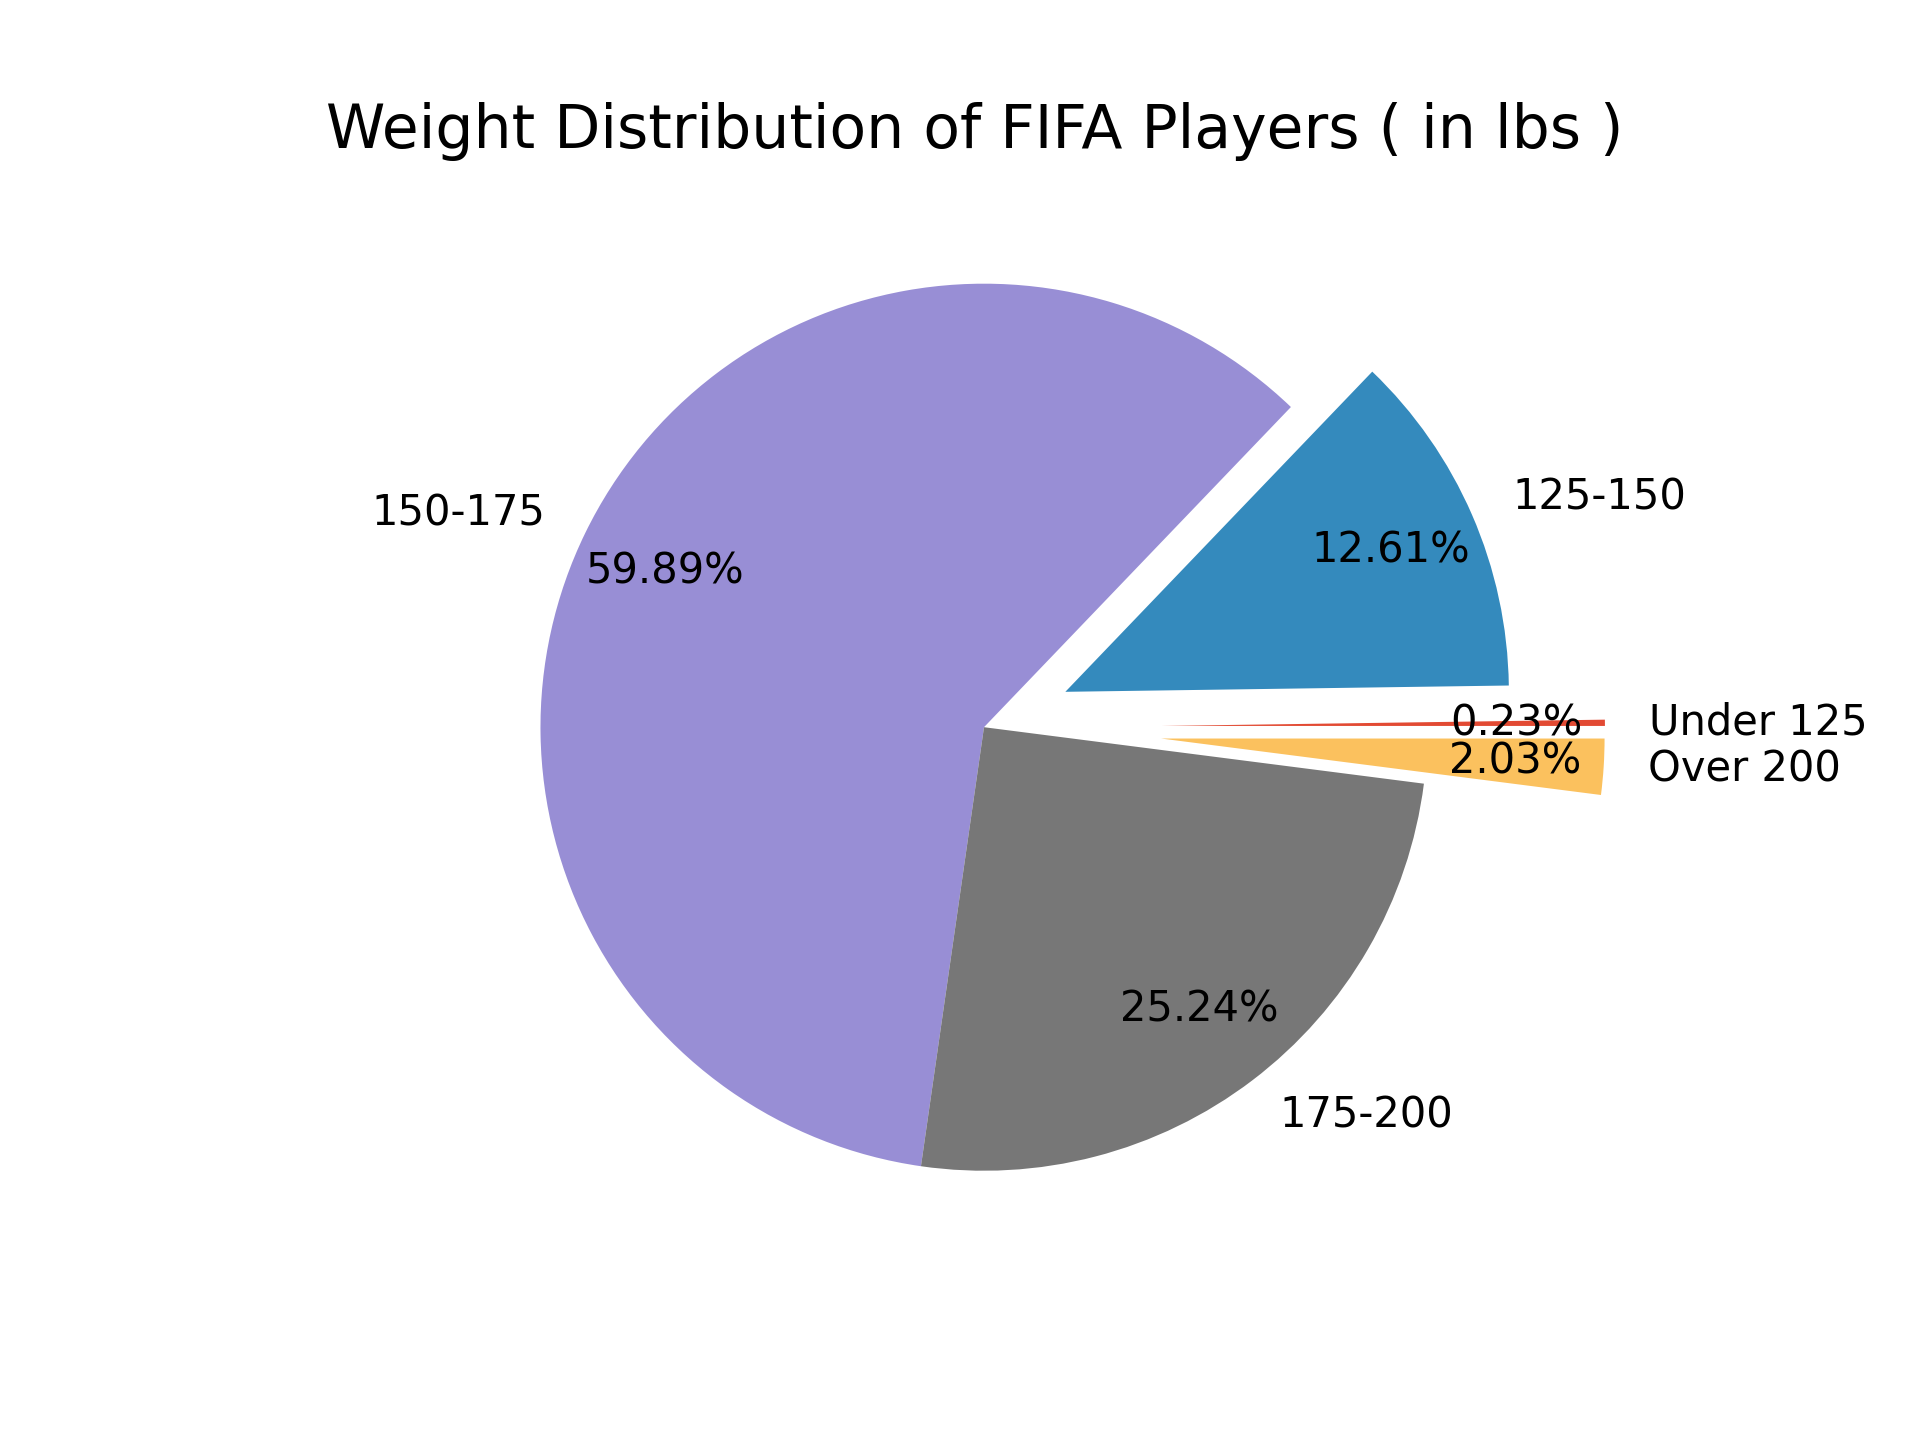 Weight Distribution of FIFA Players ( in lbs )
125-150
150-175
12.61%
59.89%
0.23%
Under 125
2.03%
Over 200
25.24%
175-200